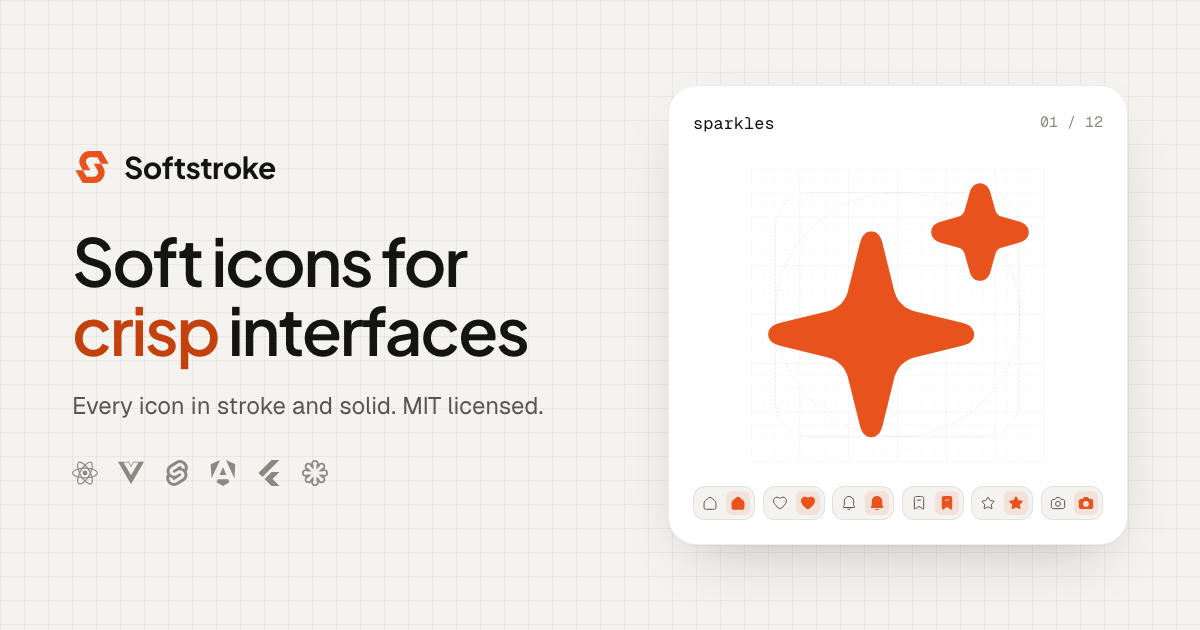 Softstroke
Soft icons for
crisp interfaces
Every icon in stroke and solid. MIT licensed.
sparkles
01 / 12